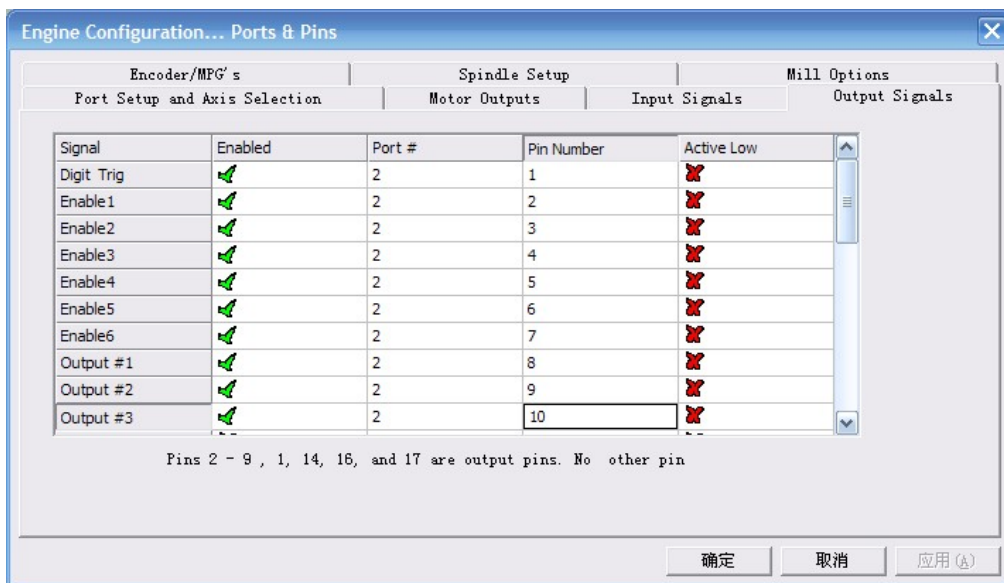 Engine Configuration... Ports & Pins
Encoder/MPG's Spindle Setup Mill Options
Port Setup and Axis Selection Motor Outputs Input Signals Output Signals
Signal Enabled Port # Pin Number Active Low
Digit Trig 2 1
Enable1 2 2
Enable2 2 3
Enable3 2 4
Enable4 2 5
Enable5 2 6
Enable6 2 7
Output #1 2 8
Output #2 2 9
Output #3 2 10
Pins 2 - 9 , 1, 14, 16, and 17 are output pins. No other pin
确定 取消 应用(A)